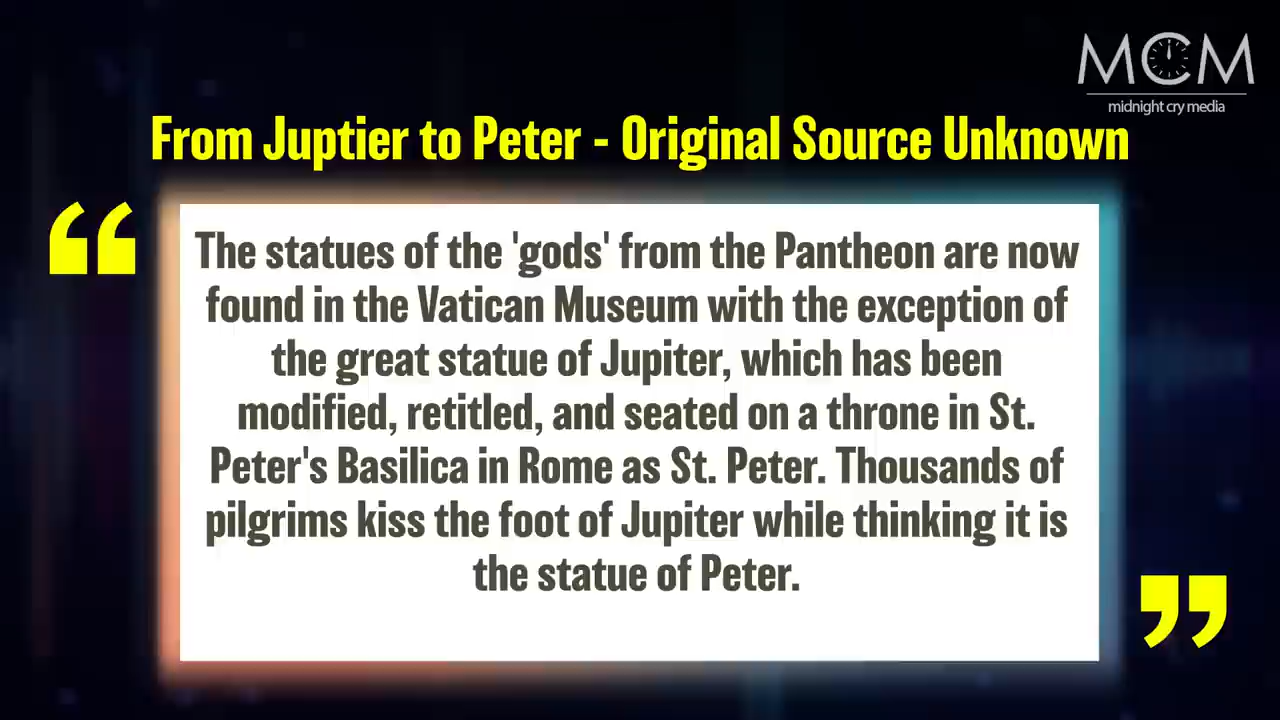 MCM
midnight cry media
From Juptier to Peter - Original Source Unknown
“
The statues of the 'gods' from the Pantheon are now
found in the Vatican Museum with the exception of
the great statue of Jupiter, which has been
modified, retitled, and seated on a throne in St.
Peter's Basilica in Rome as St. Peter. Thousands of
pilgrims kiss the foot of Jupiter while thinking it is
the statue of Peter.
”